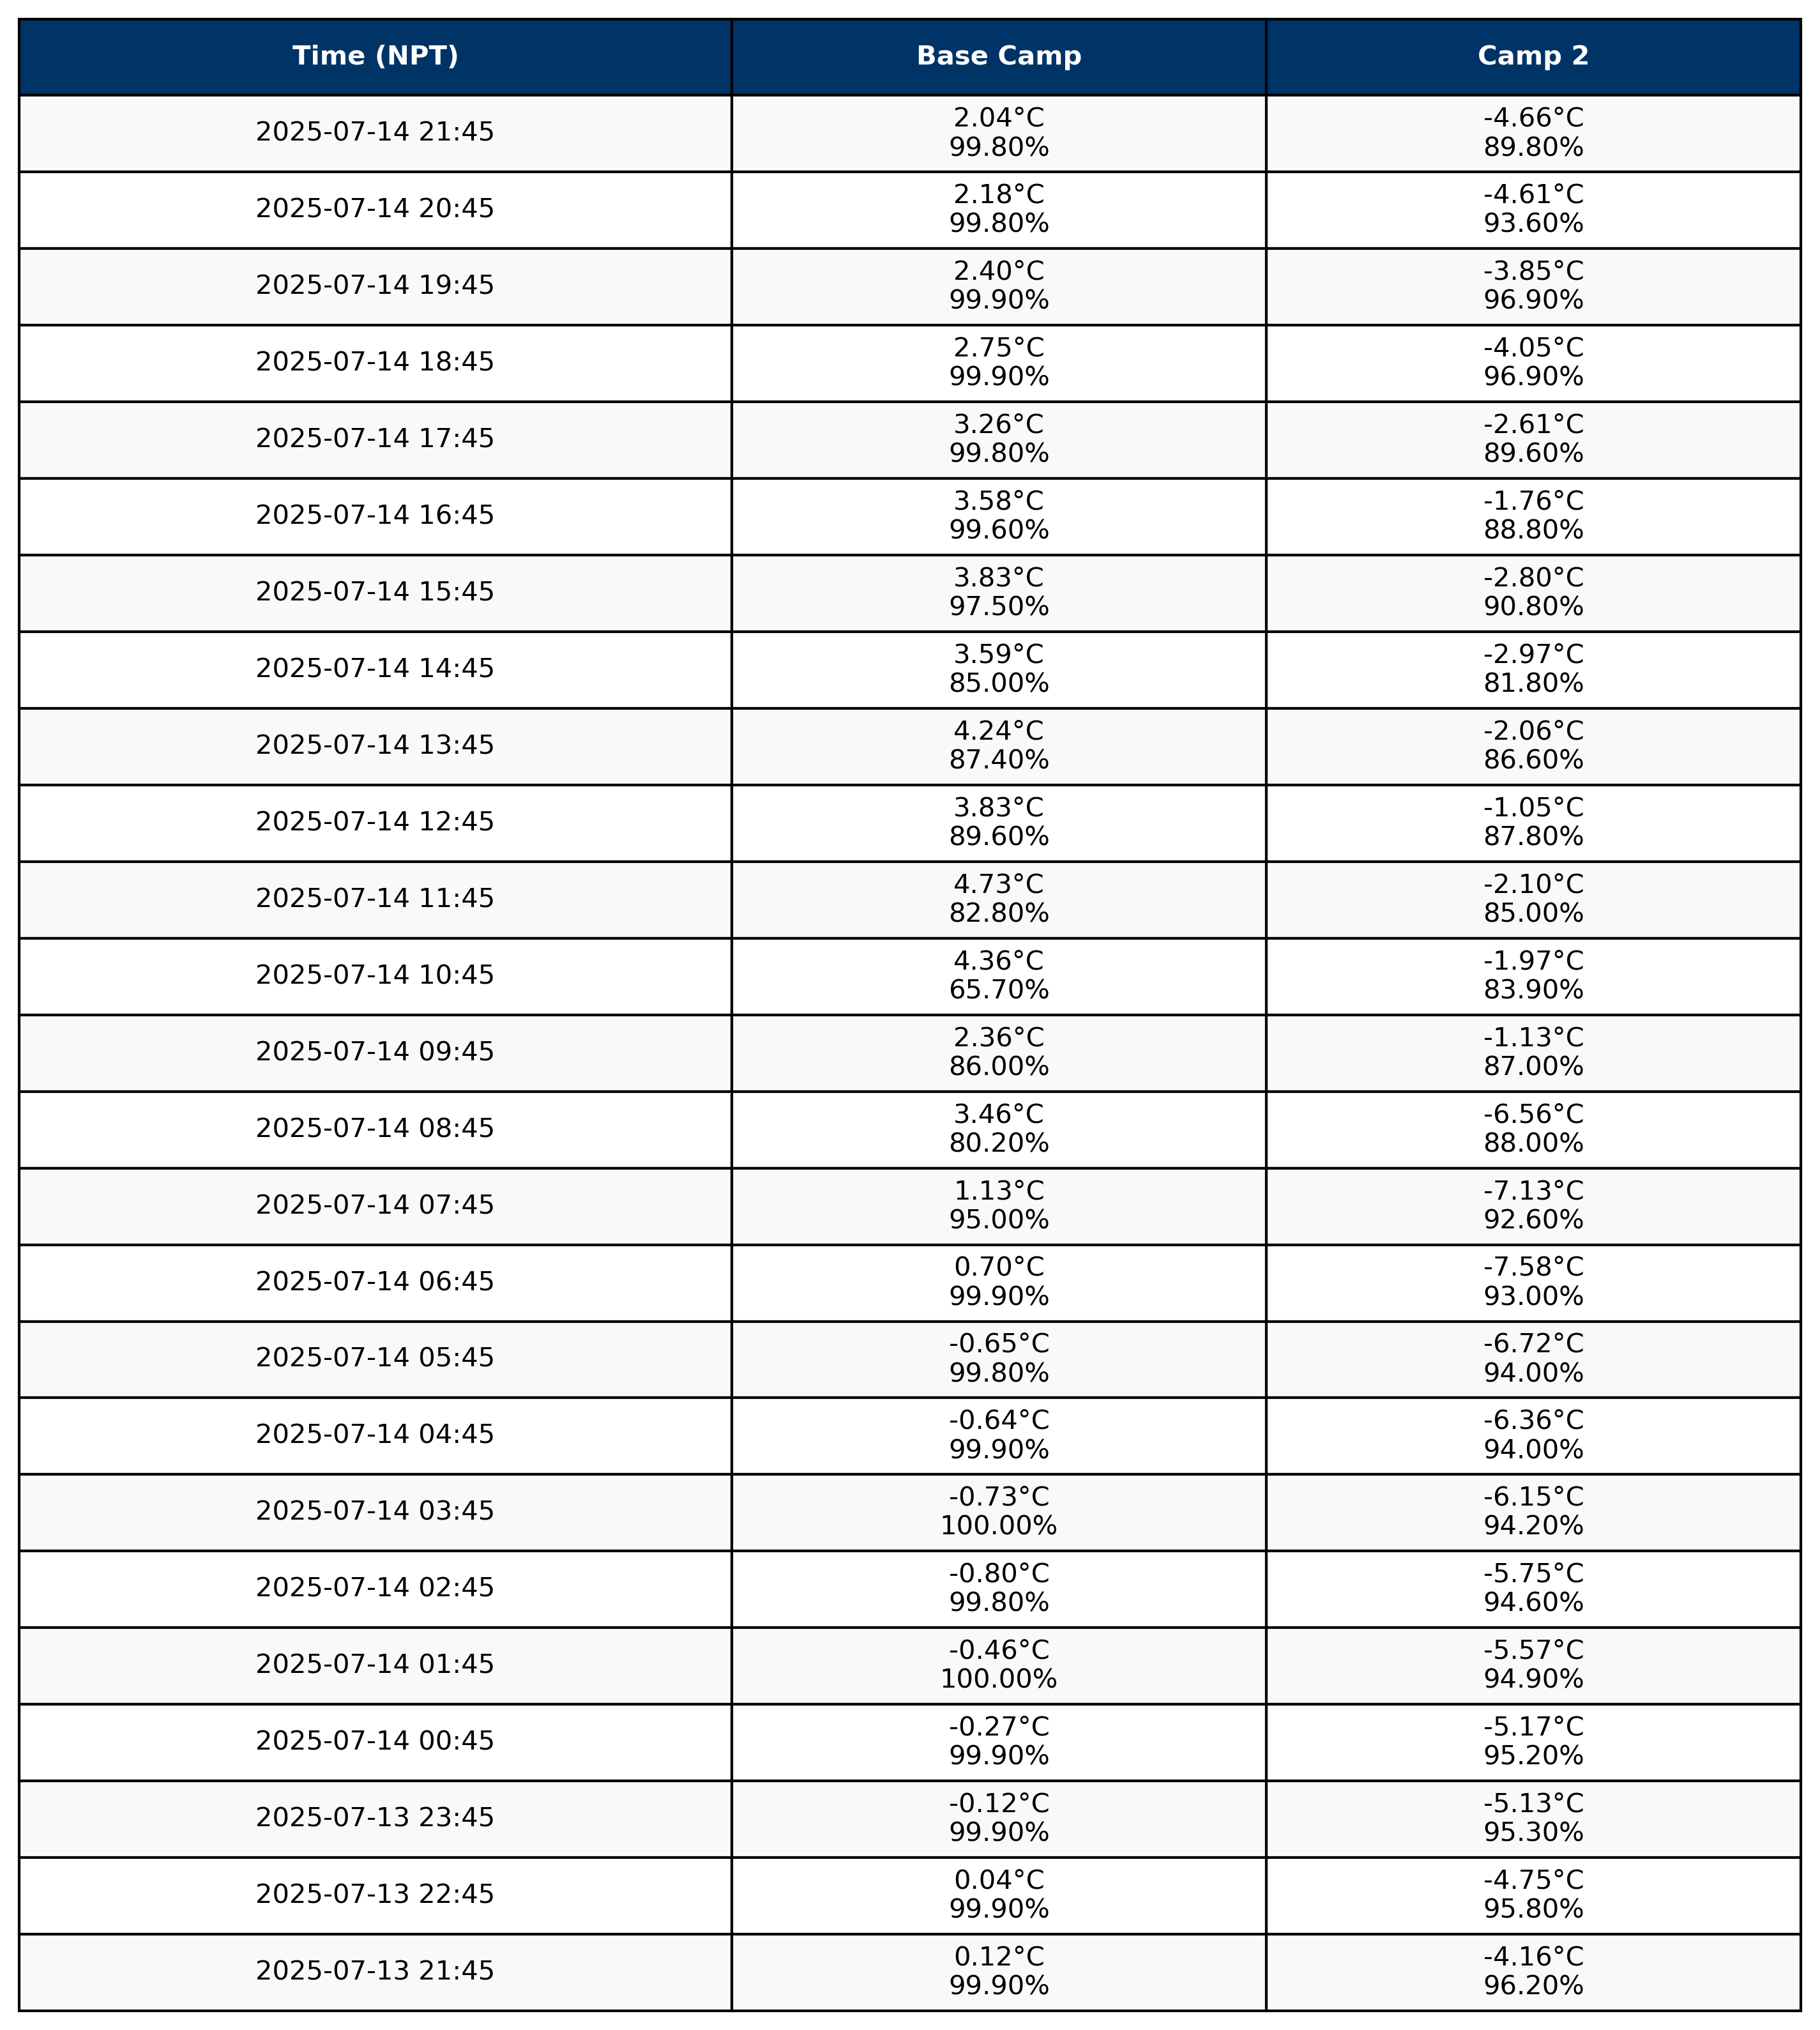 Time (NPT) Base Camp Camp 2
2025-07-14 21:45 2.04°C -4.66°C
99.80% 89.80%
2025-07-14 20:45 2.18°C -4.61°C
99.80% 93.60%
2025-07-14 19:45 2.40°C -3.85°C
99.90% 96.90%
2025-07-14 18:45 2.75°C -4.05°C
99.90% 96.90%
2025-07-14 17:45 3.26°C -2.61°C
99.80% 89.60%
2025-07-14 16:45 3.58°C -1.76°C
99.60% 88.80%
2025-07-14 15:45 3.83°C -2.80°C
97.50% 90.80%
2025-07-14 14:45 3.59°C -2.97°C
85.00% 81.80%
2025-07-14 13:45 4.24°C -2.06°C
87.40% 86.60%
2025-07-14 12:45 3.83°C -1.05°C
89.60% 87.80%
2025-07-14 11:45 4.73°C -2.10°C
82.80% 85.00%
2025-07-14 10:45 4.36°C -1.97°C
65.70% 83.90%
2025-07-14 09:45 2.36°C -1.13°C
86.00% 87.00%
2025-07-14 08:45 3.46°C -6.56°C
80.20% 88.00%
2025-07-14 07:45 1.13°C -7.13°C
95.00% 92.60%
2025-07-14 06:45 0.70°C -7.58°C
99.90% 93.00%
2025-07-14 05:45 -0.65°C -6.72°C
99.80% 94.00%
2025-07-14 04:45 -0.64°C -6.36°C
99.90% 94.00%
2025-07-14 03:45 -0.73°C -6.15°C
100.00% 94.20%
2025-07-14 02:45 -0.80°C -5.75°C
99.80% 94.60%
2025-07-14 01:45 -0.46°C -5.57°C
100.00% 94.90%
2025-07-14 00:45 -0.27°C -5.17°C
99.90% 95.20%
2025-07-13 23:45 -0.12°C -5.13°C
99.90% 95.30%
2025-07-13 22:45 0.04°C -4.75°C
99.90% 95.80%
2025-07-13 21:45 0.12°C -4.16°C
99.90% 96.20%